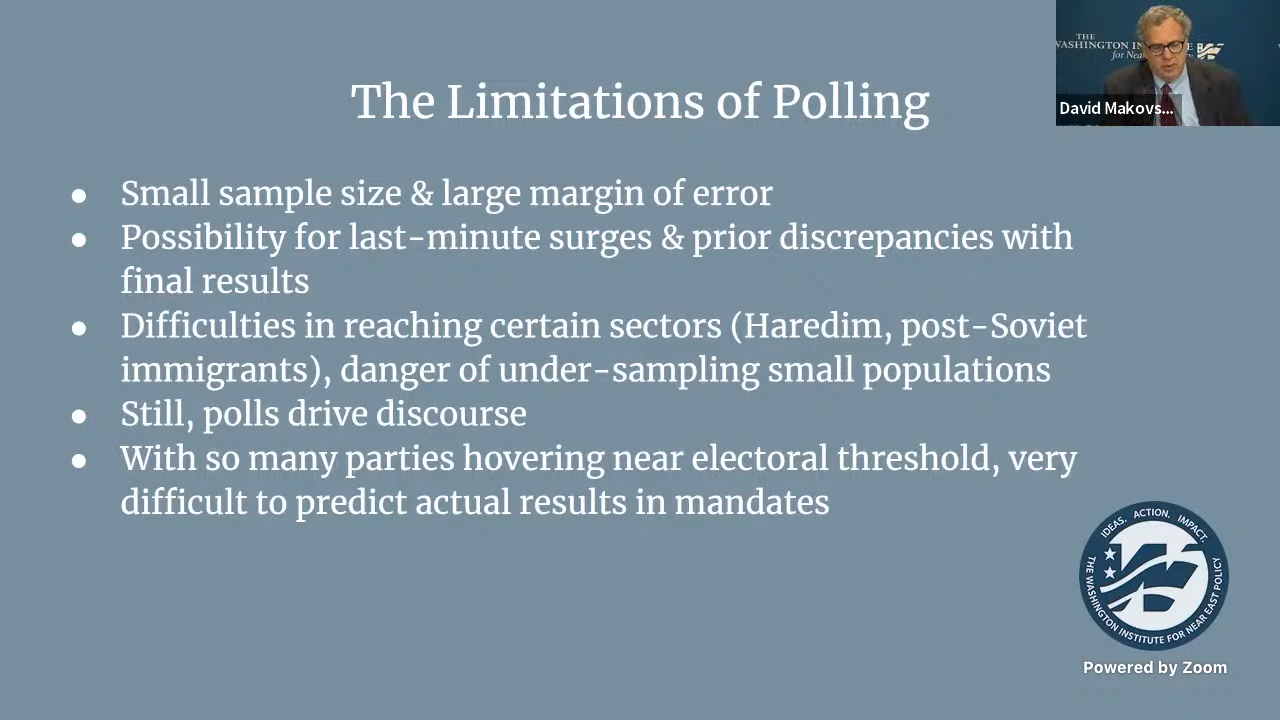 The Limitations of Polling
● Small sample size & large margin of error
● Possibility for last-minute surges & prior discrepancies with
final results
● Difficulties in reaching certain sectors (Haredim, post-Soviet
immigrants), danger of under-sampling small populations
● Still, polls drive discourse
● With so many parties hovering near electoral threshold, very
difficult to predict actual results in mandates
THE
WASHINGTON IN
for Near
David Makovs...
IDEAS. ACTION. IMPACT.
THE WASHINGTON INSTITUTE FOR NEAR EAST POLICY
Powered by Zoom